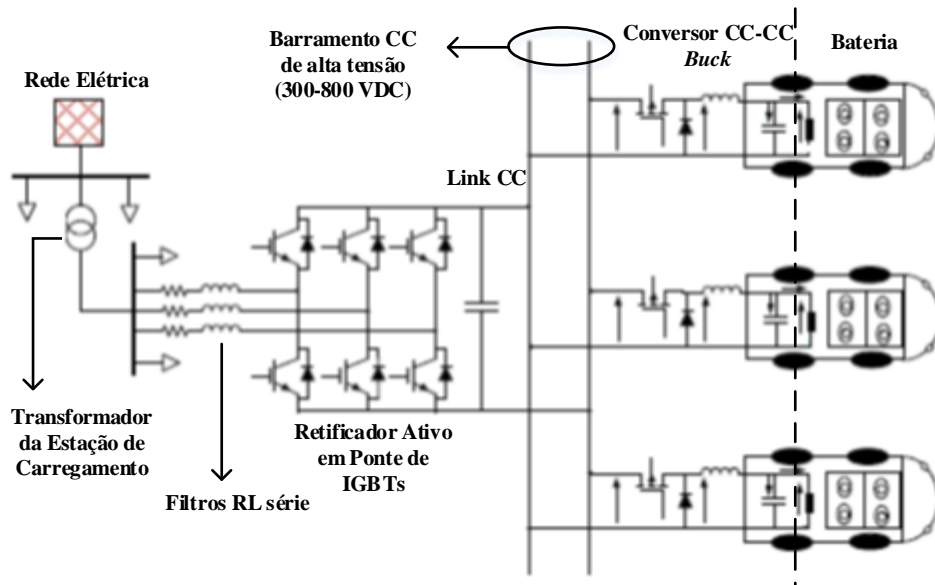 Rede Elétrica
Barramento CC
de alta tensão
(300-800 VDC)
Conversor CC-CC
Buck
Bateria
Link CC
Transformador
da Estação de
Carregamento
Filtros RL série
Retificador Ativo
em Ponte de
IGBTs